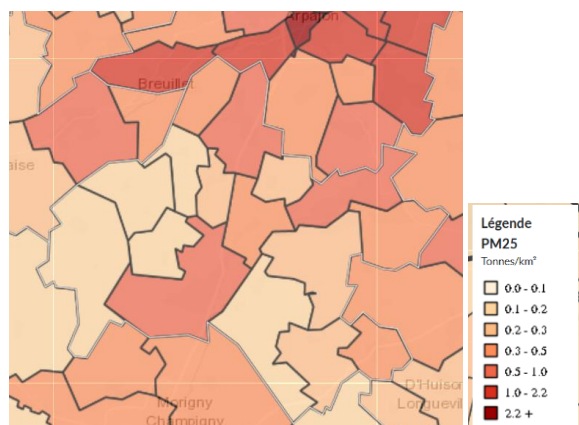 Arpajon
Breuillet
aise
Morigny
Champigny
D'Huison
Longuevil
Légende
PM25
Tonnes/km²
0.0 - 0.1
0.1 - 0.2
0.2 - 0.3
0.3 - 0.5
0.5 - 1.0
1.0 - 2.2
2.2 +